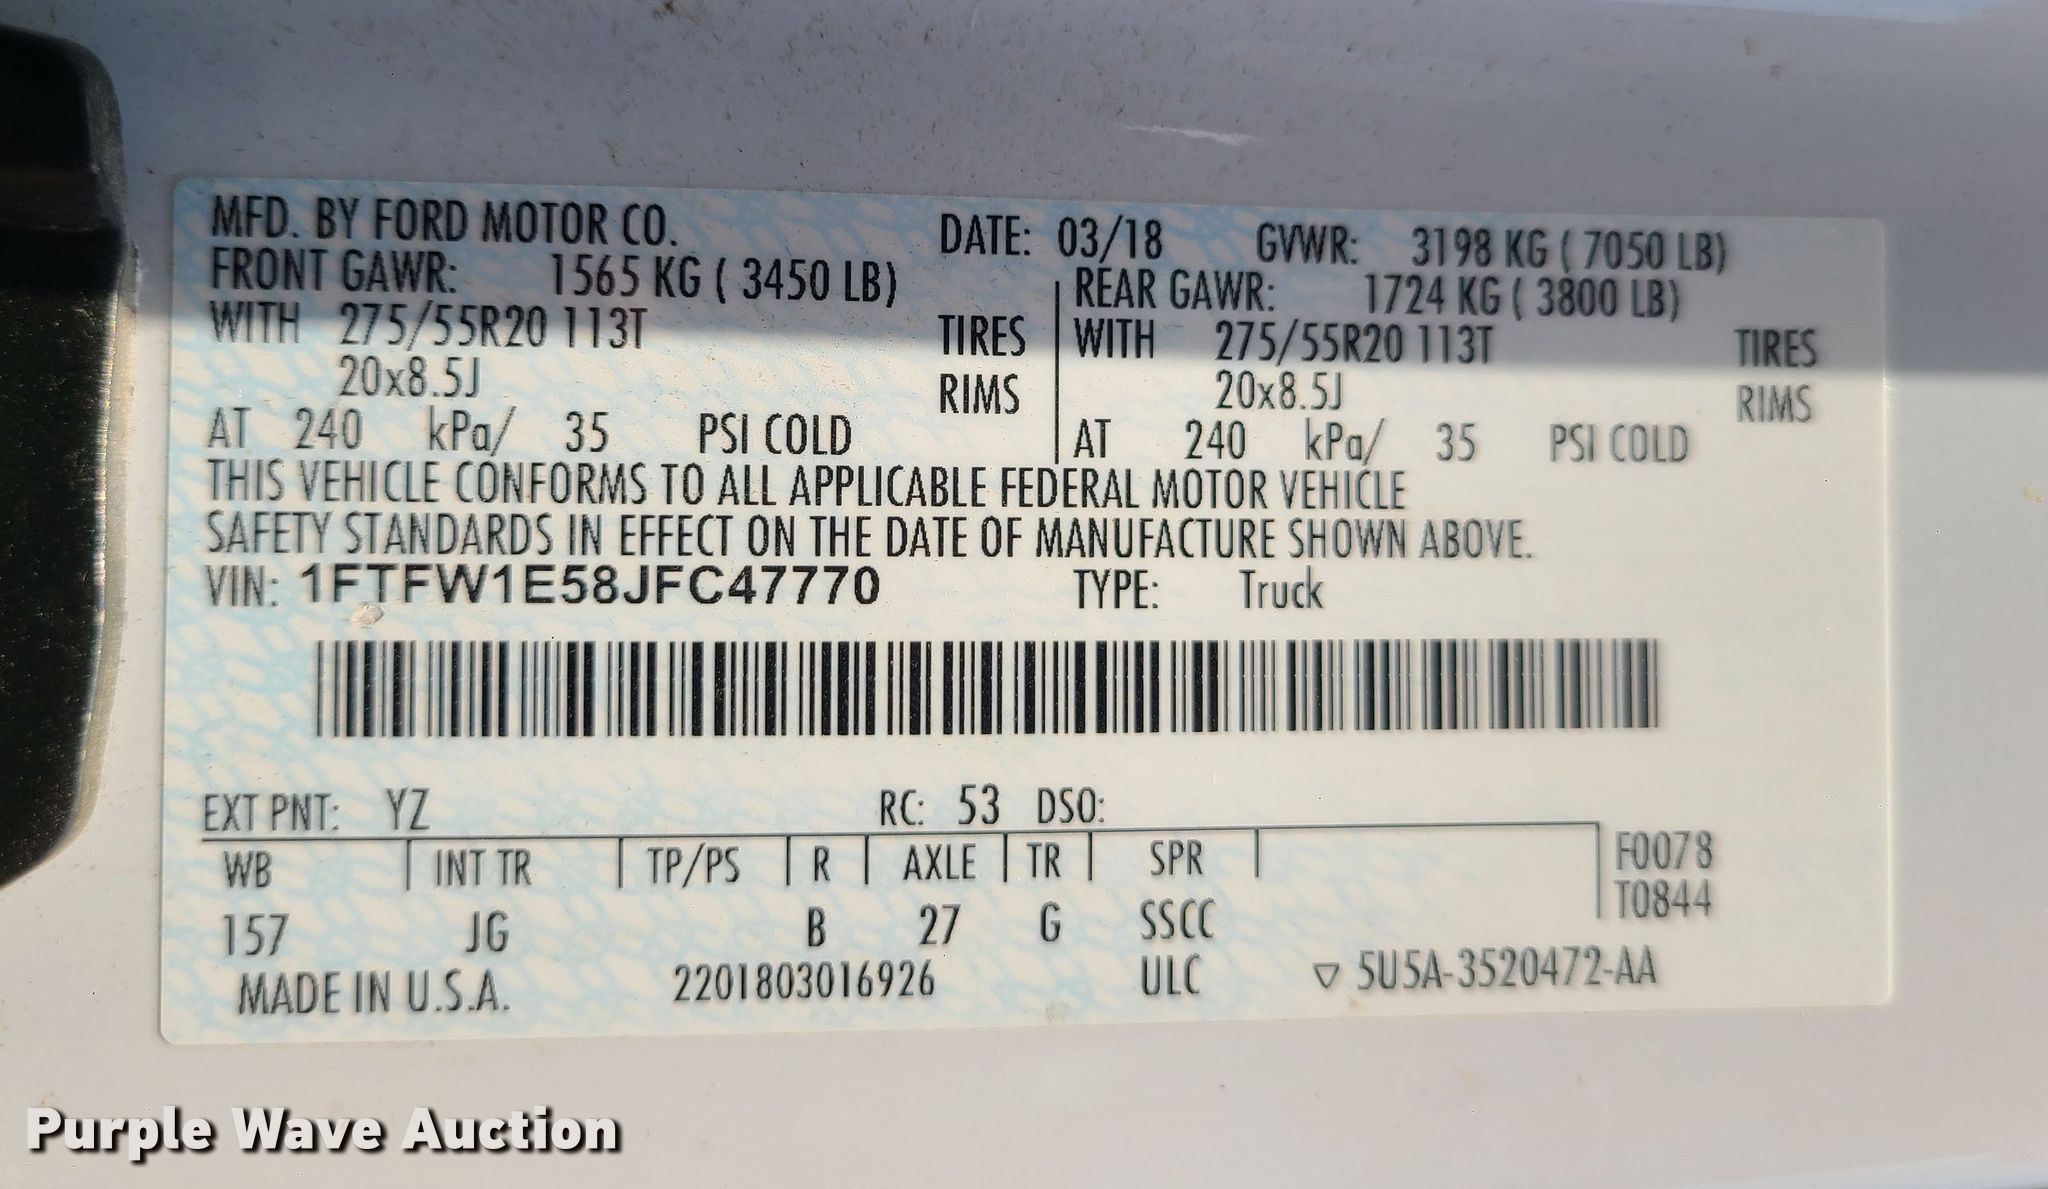 MFD. BY FORD MOTOR CO. DATE: 03/18 GVWR: 3198 KG ( 7050 LB)
FRONT GAWR: 1565 KG ( 3450 LB) REAR GAWR: 1724 KG ( 3800 LB)
WITH 275/55R20 113T TIRES WITH 275/55R20 113T TIRES
20x8.5J RIMS 20x8.5J RIMS
AT 240 kPa/ 35 PSI COLD AT 240 kPa/ 35 PSI COLD
THIS VEHICLE CONFORMS TO ALL APPLICABLE FEDERAL MOTOR VEHICLE
SAFETY STANDARDS IN EFFECT ON THE DATE OF MANUFACTURE SHOWN ABOVE.
VIN: 1FTFW1E58JFC47770 TYPE: Truck
EXT PNT: YZ RC: 53 DSO:
WB INT TR TP/PS R AXLE TR SPR F0078
T0844
157 JG B 27 G SSCC
MADE IN U.S.A. 2201803016926 ULC ▽ 5U5A-3520472-AA
Purple Wave Auction